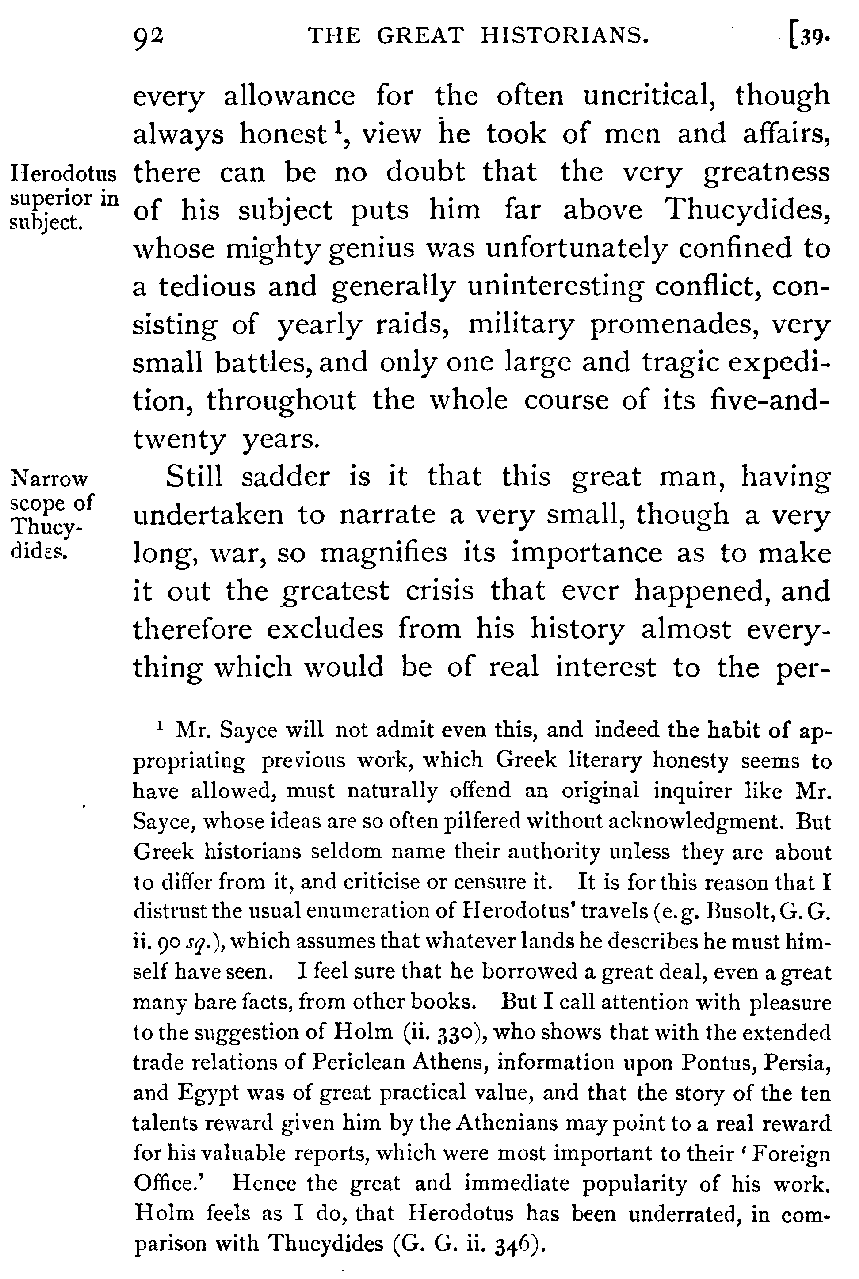 92 THE GREAT HISTORIANS. [39.
every allowance for the often uncritical, though
always honest ¹, view he took of men and affairs,
Herodotus superior in subject.
there can be no doubt that the very greatness
of his subject puts him far above Thucydides,
whose mighty genius was unfortunately confined to
a tedious and generally uninteresting conflict, con-
sisting of yearly raids, military promenades, very
small battles, and only one large and tragic expedi-
tion, throughout the whole course of its five-and-
twenty years.
Narrow scope of Thucy-
dides.
Still sadder is it that this great man, having
undertaken to narrate a very small, though a very
long, war, so magnifies its importance as to make
it out the greatest crisis that ever happened, and
therefore excludes from his history almost every-
thing which would be of real interest to the per-
¹ Mr. Sayce will not admit even this, and indeed the habit of ap-
propriating previous work, which Greek literary honesty seems to
have allowed, must naturally offend an original inquirer like Mr.
Sayce, whose ideas are so often pilfered without acknowledgment. But
Greek historians seldom name their authority unless they are about
to differ from it, and criticise or censure it. It is for this reason that I
distrust the usual enumeration of Herodotus' travels (e.g. Busolt, G. G.
ii. 90 sq.), which assumes that whatever lands he describes he must him-
self have seen. I feel sure that he borrowed a great deal, even a great
many bare facts, from other books. But I call attention with pleasure
to the suggestion of Holm (ii. 330), who shows that with the extended
trade relations of Periclean Athens, information upon Pontus, Persia,
and Egypt was of great practical value, and that the story of the ten
talents reward given him by the Athenians may point to a real reward
for his valuable reports, which were most important to their ‘ Foreign
Office.’ Hence the great and immediate popularity of his work.
Holm feels as I do, that Herodotus has been underrated, in com-
parison with Thucydides (G. G. ii. 346).